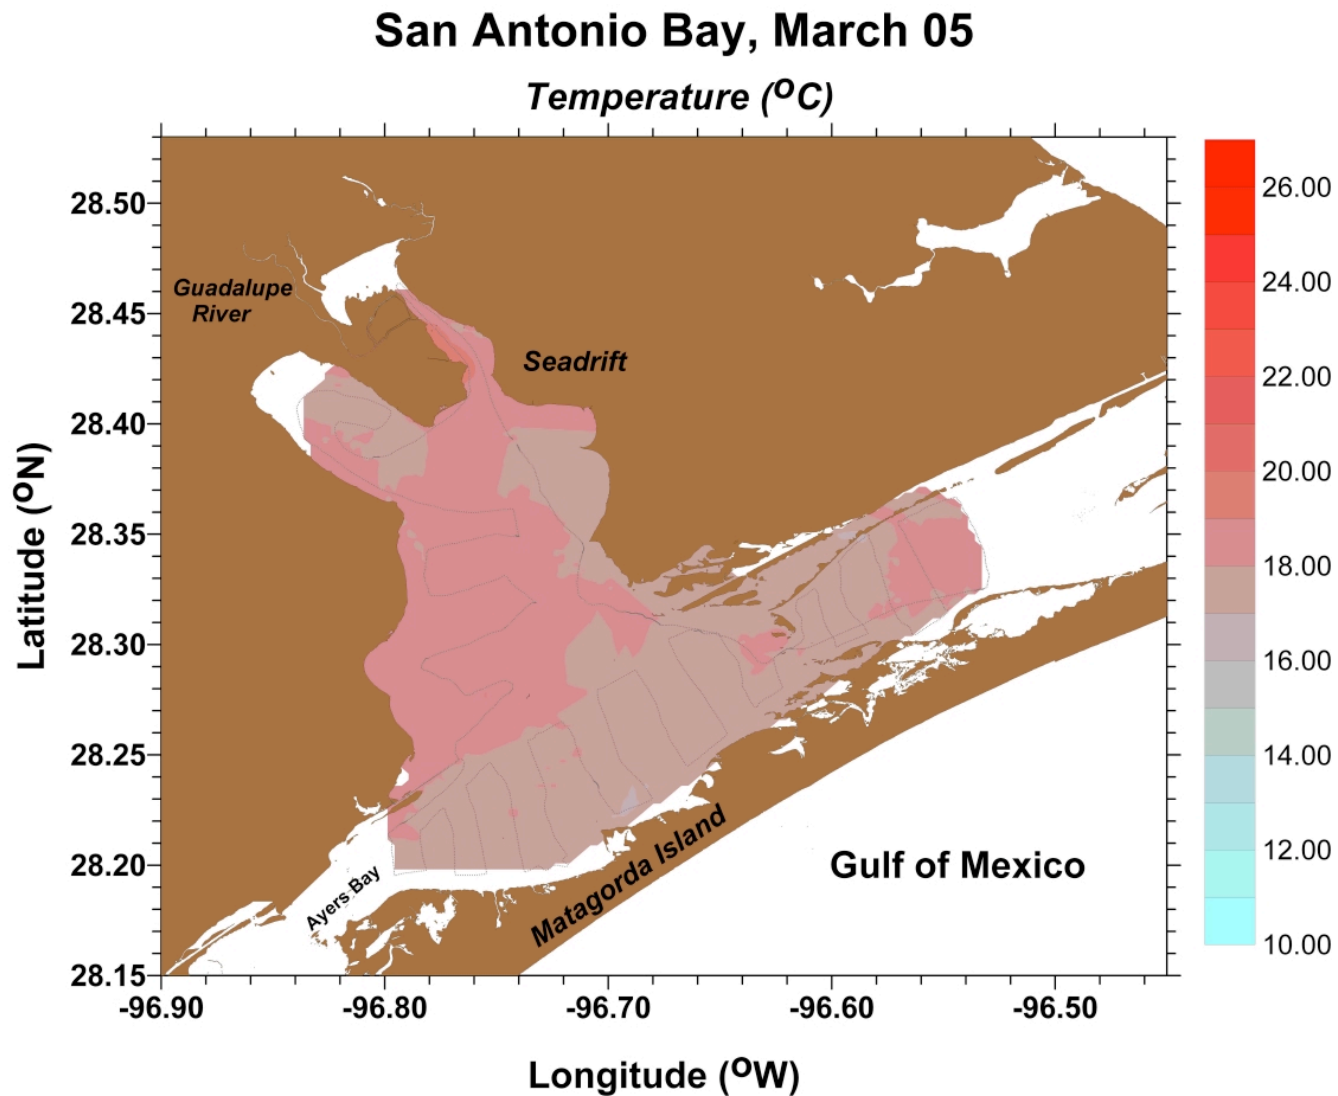 San Antonio Bay, March 05
Temperature (ºC)
28.50
28.45
28.40
28.35
28.30
28.25
28.20
28.15
Latitude (ºN)
Guadalupe
River
Seadrift
Ayers Bay
Matagorda Island
Gulf of Mexico
26.00
24.00
22.00
20.00
18.00
16.00
14.00
12.00
10.00
-96.90 -96.80 -96.70 -96.60 -96.50
Longitude (ºW)